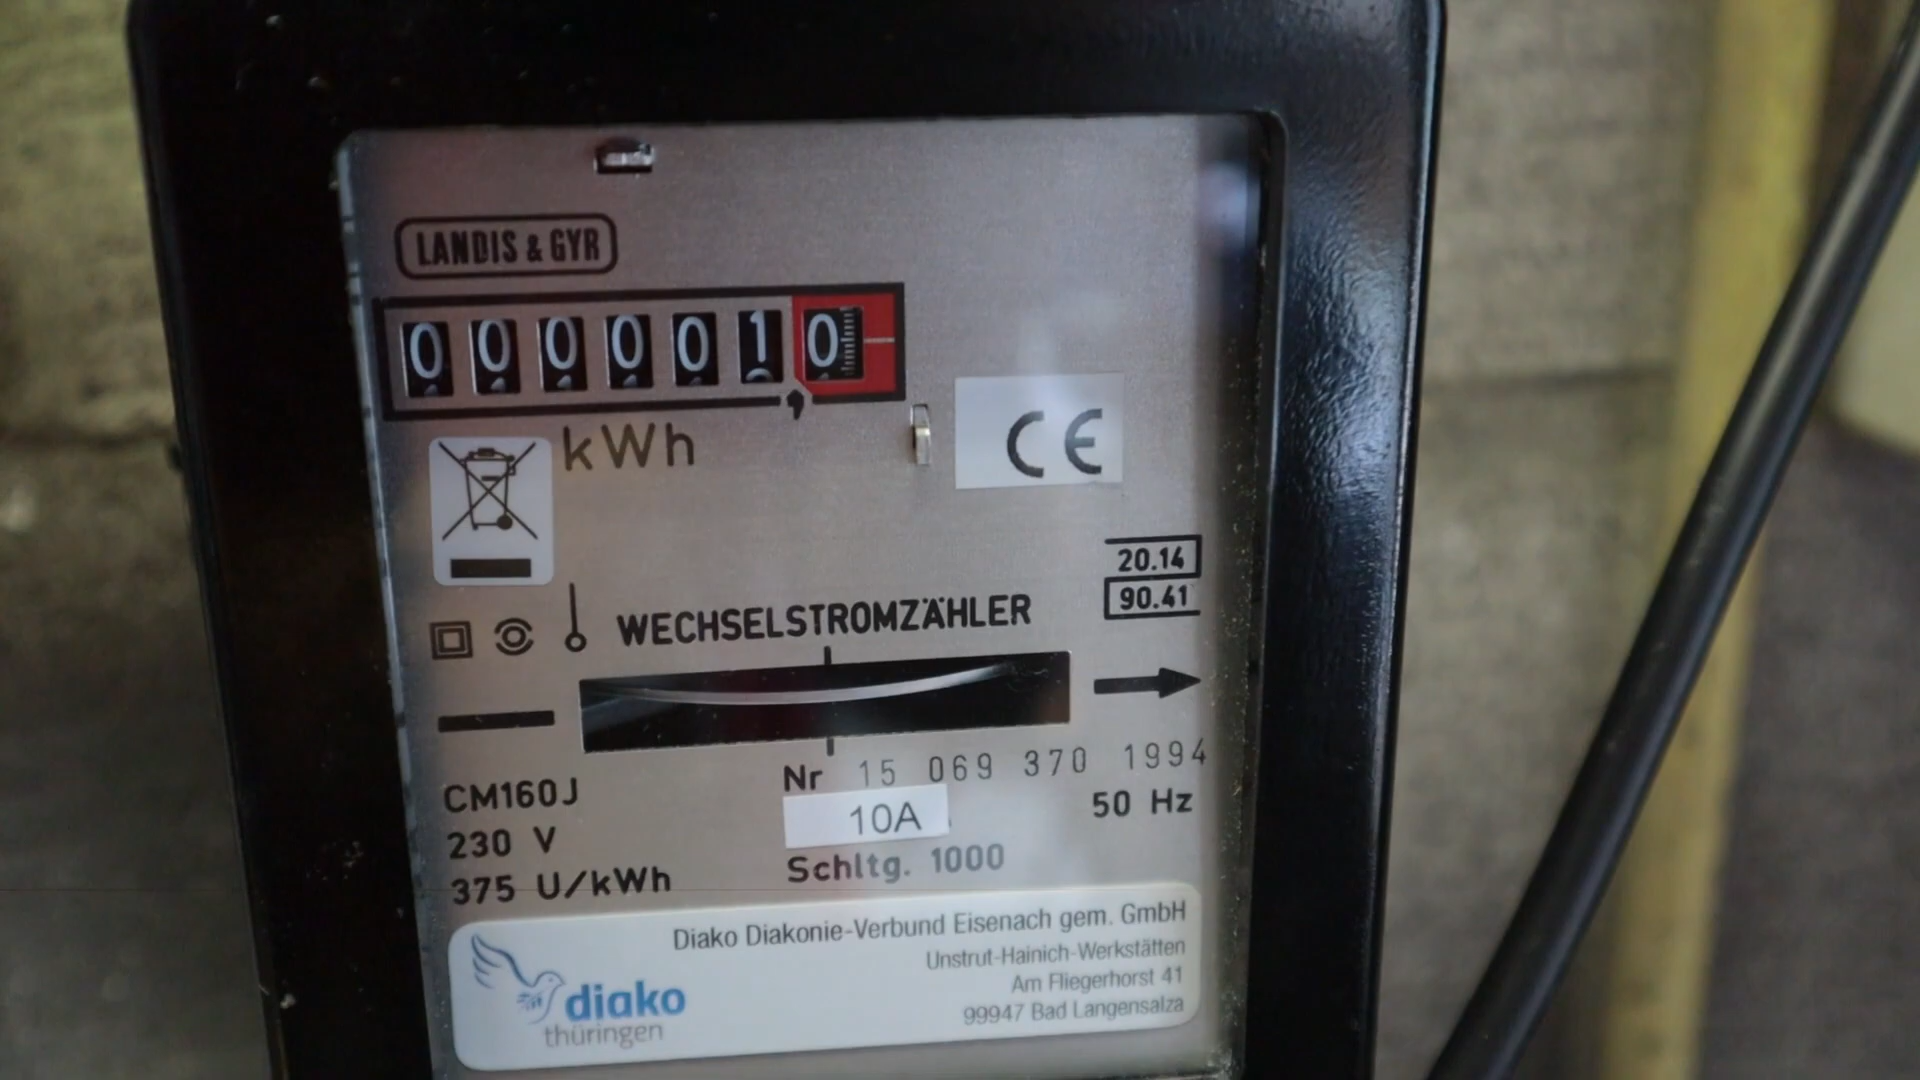 LANDIS & GYR
000001,0
kWh
CE
20.14
90.41
WECHSELSTROMZÄHLER
CM160J
230 V
375 U/kWh
Nr 15 069 370 1994
10A
50 Hz
Schltg. 1000
Diako Diakonie-Verbund Eisenach gem. GmbH
Unstrut-Hainich-Werkstätten
Am Fliegerhorst 41
99947 Bad Langensalza
diako
thüringen